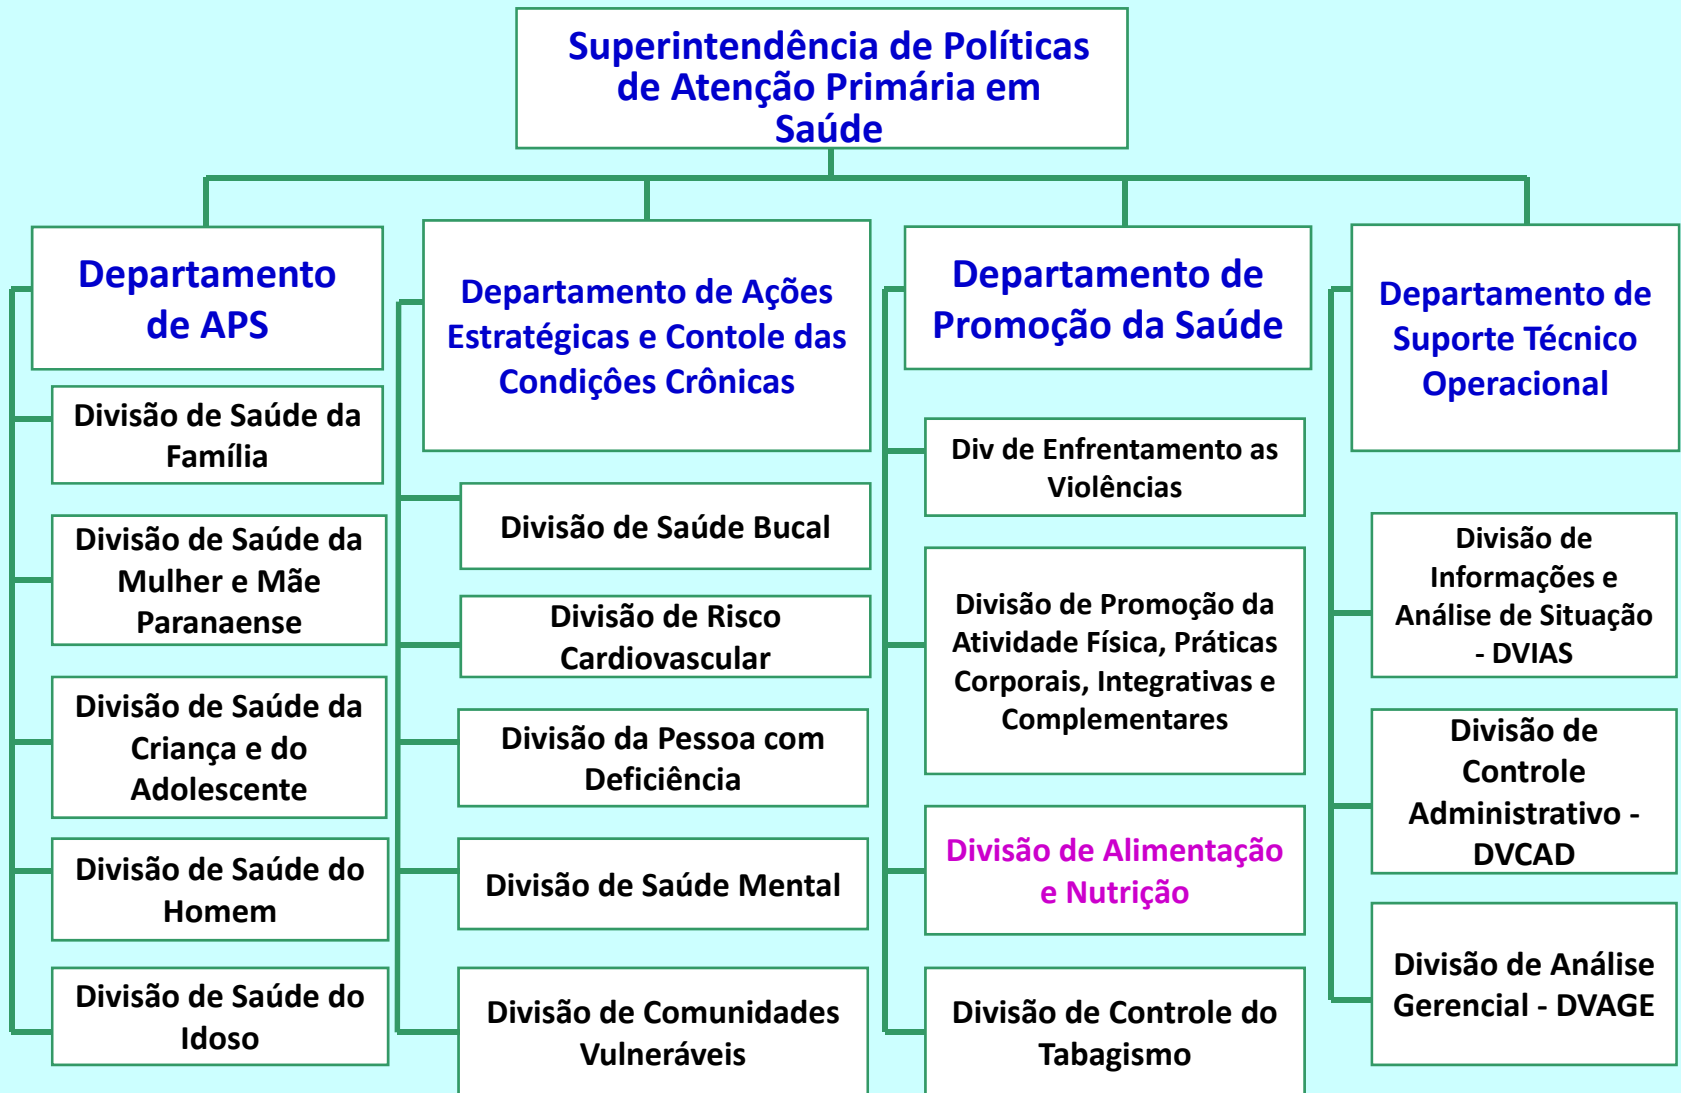 Superintendência de Políticas
de Atenção Primária em
Saúde
Departamento
de APS
Divisão de Saúde da
Família
Divisão de Saúde da
Mulher e Mãe
Paranaense
Divisão de Saúde da
Criança e do
Adolescente
Divisão de Saúde do
Homem
Divisão de Saúde do
Idoso
Departamento de Ações
Estratégicas e Contole das
Condiçôes Crônicas
Divisão de Saúde Bucal
Divisão de Risco
Cardiovascular
Divisão da Pessoa com
Deficiência
Divisão de Saúde Mental
Divisão de Comunidades
Vulneráveis
Departamento de
Promoção da Saúde
Div de Enfrentamento as
Violências
Divisão de Promoção da
Atividade Física, Práticas
Corporais, Integrativas e
Complementares
Divisão de Alimentação
e Nutrição
Divisão de Controle do
Tabagismo
Departamento de
Suporte Técnico
Operacional
Divisão de
Informações e
Análise de Situação
- DVIAS
Divisão de
Controle
Administrativo -
DVCAD
Divisão de Análise
Gerencial - DVAGE